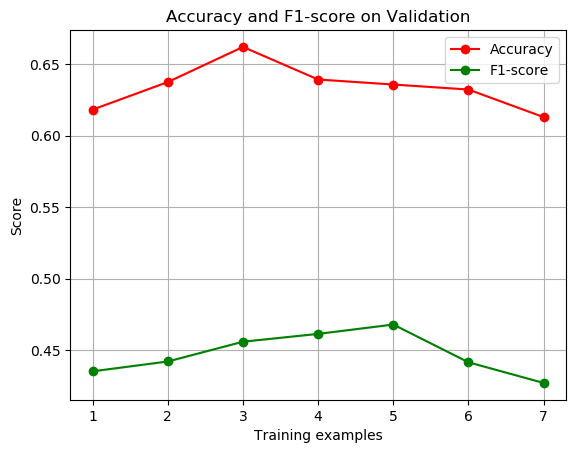 Accuracy and F1-score on Validation
Accuracy
F1-score
Score
0.65
0.60
0.55
0.50
0.45
1 2 3 4 5 6 7
Training examples